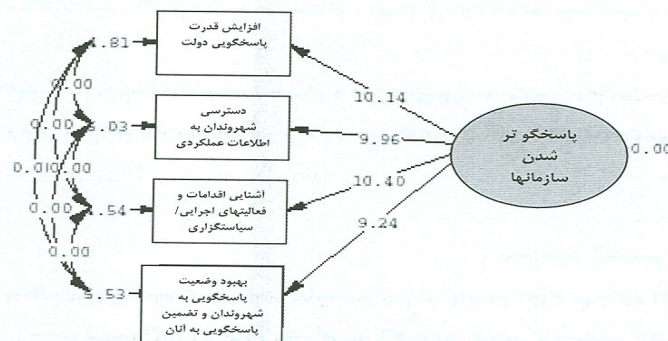 افزایش قدرت
پاسخگویی دولت
.81
10.14
0.00
دسترسی
شهروندان به
اطلاعات عملکردی
.03
0.00
9.96
پاسخگو تر
شدن
سازمانها
0.00
0.01
0.00
آشنایی اقدامات و
فعالیتهای اجرایی/
سیاستگزاری
.54
0.00
10.40
9.24
0.00
بهبود وضعیت
پاسخگویی به
شهروندان و تضمین
پاسخگویی به آنان
5.53